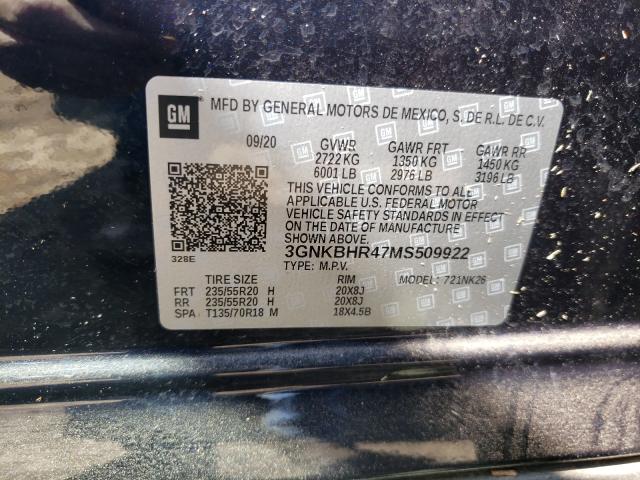 GM
MFD BY GENERAL MOTORS DE MEXICO, S. DE R.L. DE C.V.
09/20 GVWR GAWR FRT GAWR RR
2722 KG 1350 KG 1450 KG
6001 LB 2976 LB 3196 LB
THIS VEHICLE CONFORMS TO ALL
APPLICABLE U.S. FEDERAL MOTOR
VEHICLE SAFETY STANDARDS IN EFFECT
ON THE DATE OF MANUFACTURE
SHOWN ABOVE.
328E
3GNKBHR47MS509922
TYPE: M.P.V. MODEL: 721NK26
TIRE SIZE RIM
FRT 235/55R20 H 20X8J
RR 235/55R20 H 20X8J
SPA T135/70R18 M 18X4.5B